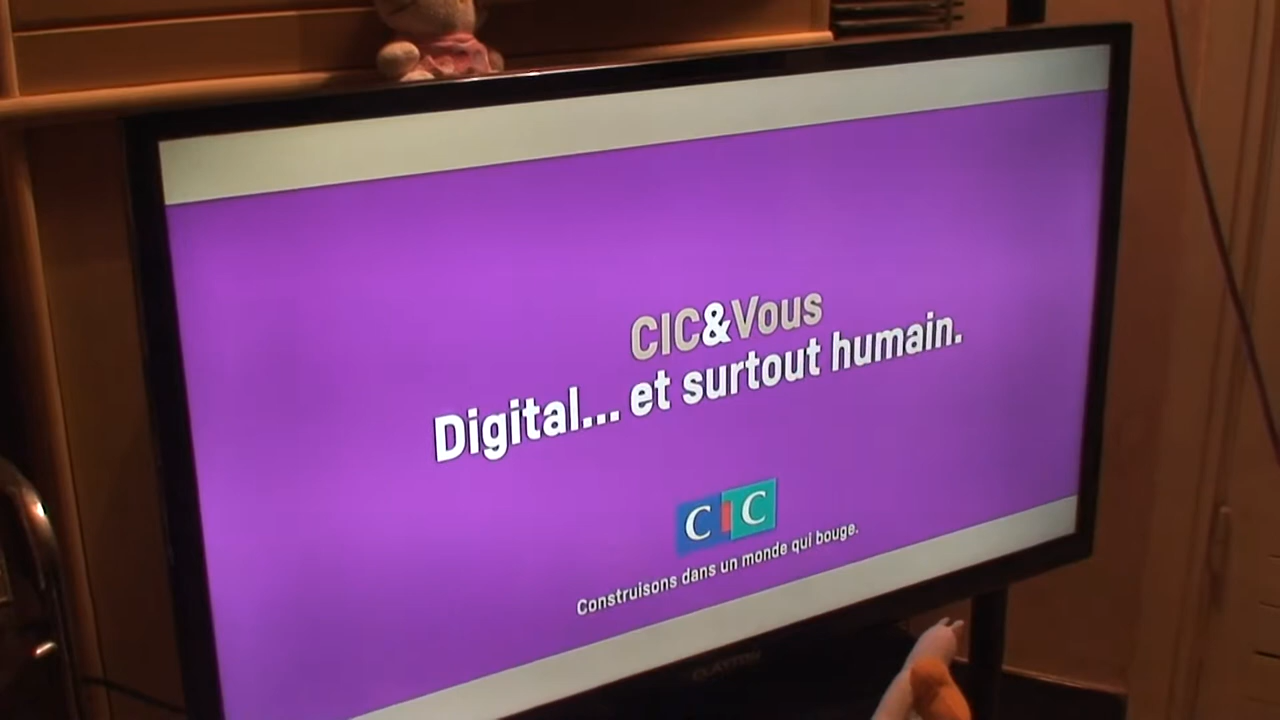 CIC&Vous
Digital... et surtout humain.
CIC
Construisons dans un monde qui bouge.